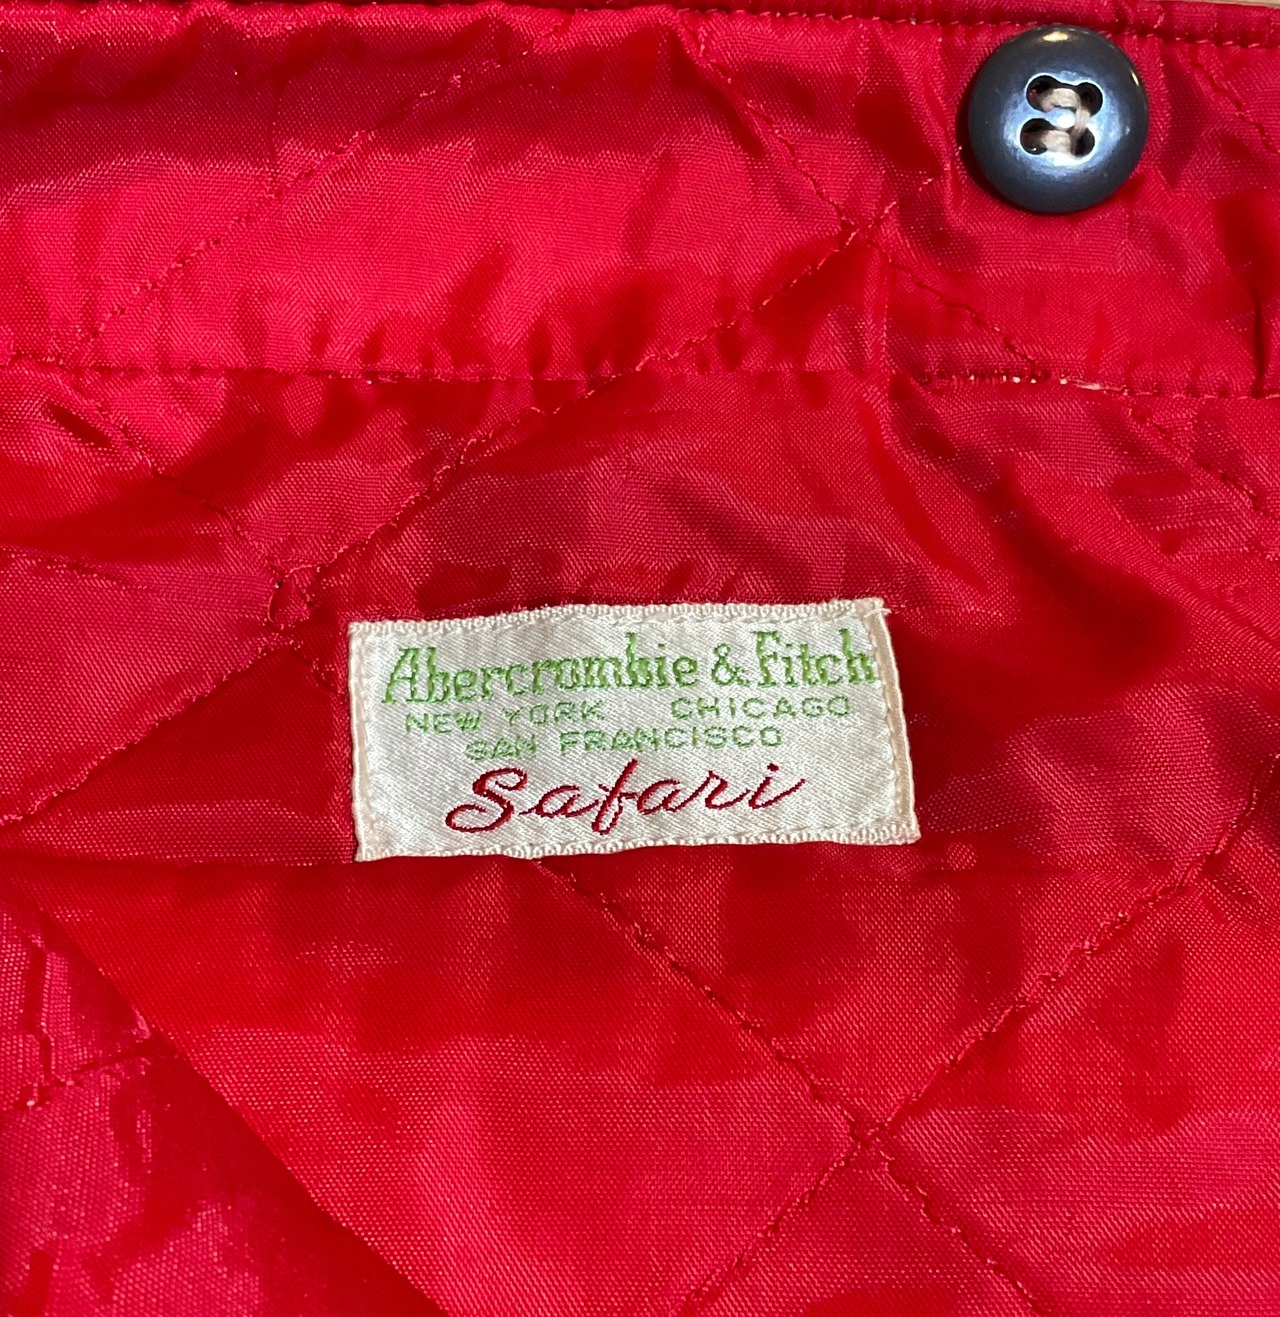 Abercrombie & Fitch
NEW YORK CHICAGO
SAN FRANCISCO
Safari